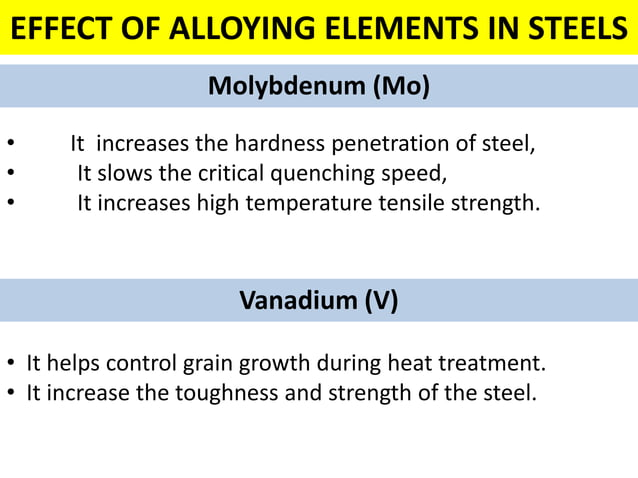 EFFECT OF ALLOYING ELEMENTS IN STEELS
Molybdenum (Mo)
• It increases the hardness penetration of steel,
• It slows the critical quenching speed,
• It increases high temperature tensile strength.
Vanadium (V)
• It helps control grain growth during heat treatment.
• It increase the toughness and strength of the steel.